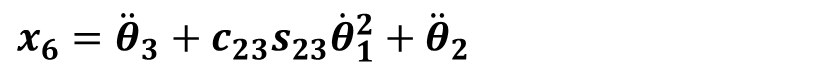 x₆ = θ̈₃ + c₂₃s₂₃θ̇₁² + θ̈₂